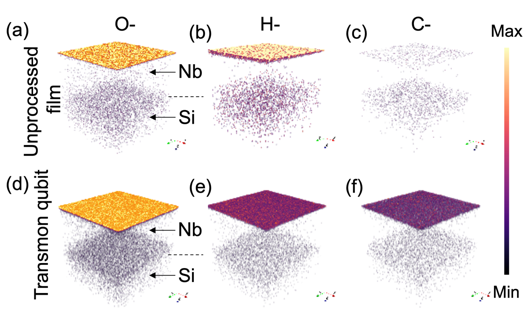 O-
H-
C-
(a)
(b)
(c)
Max
Unprocessed
film
Nb
Si
(d)
(e)
(f)
Transmon qubit
Nb
Si
Min